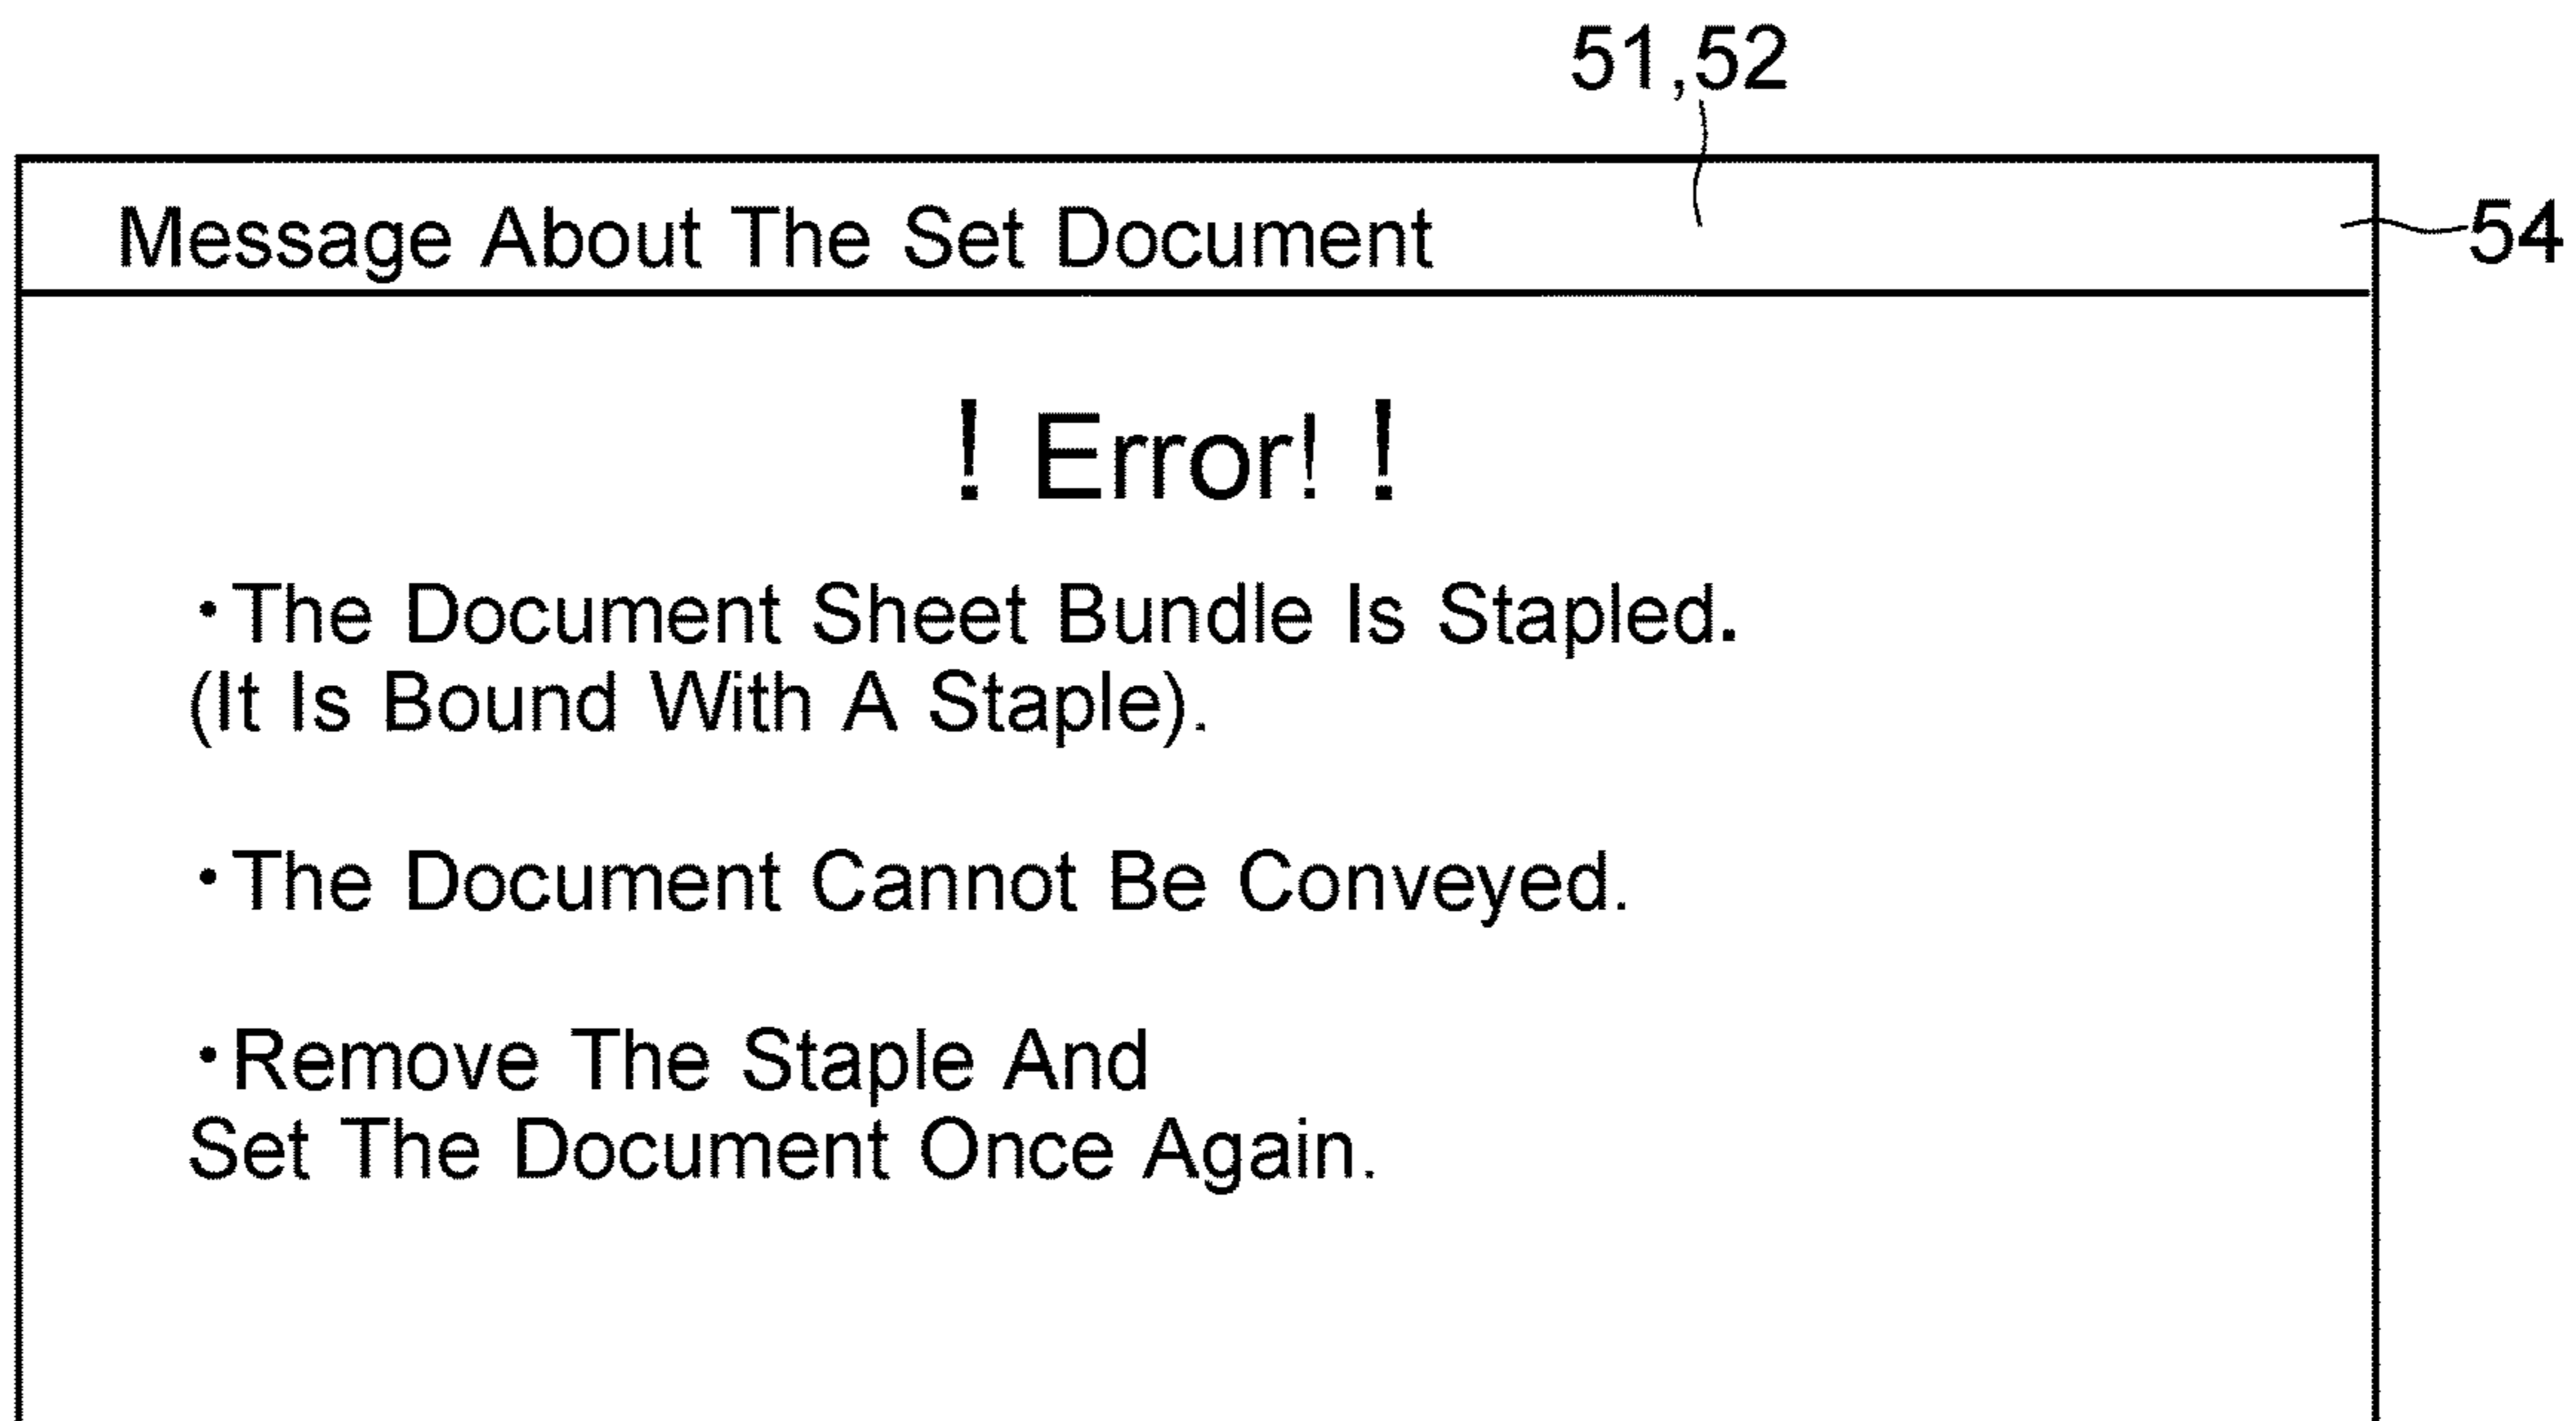 51,52
Message About The Set Document
54
! Error! !
・The Document Sheet Bundle Is Stapled.
(It Is Bound With A Staple).
・The Document Cannot Be Conveyed.
・Remove The Staple And
Set The Document Once Again.